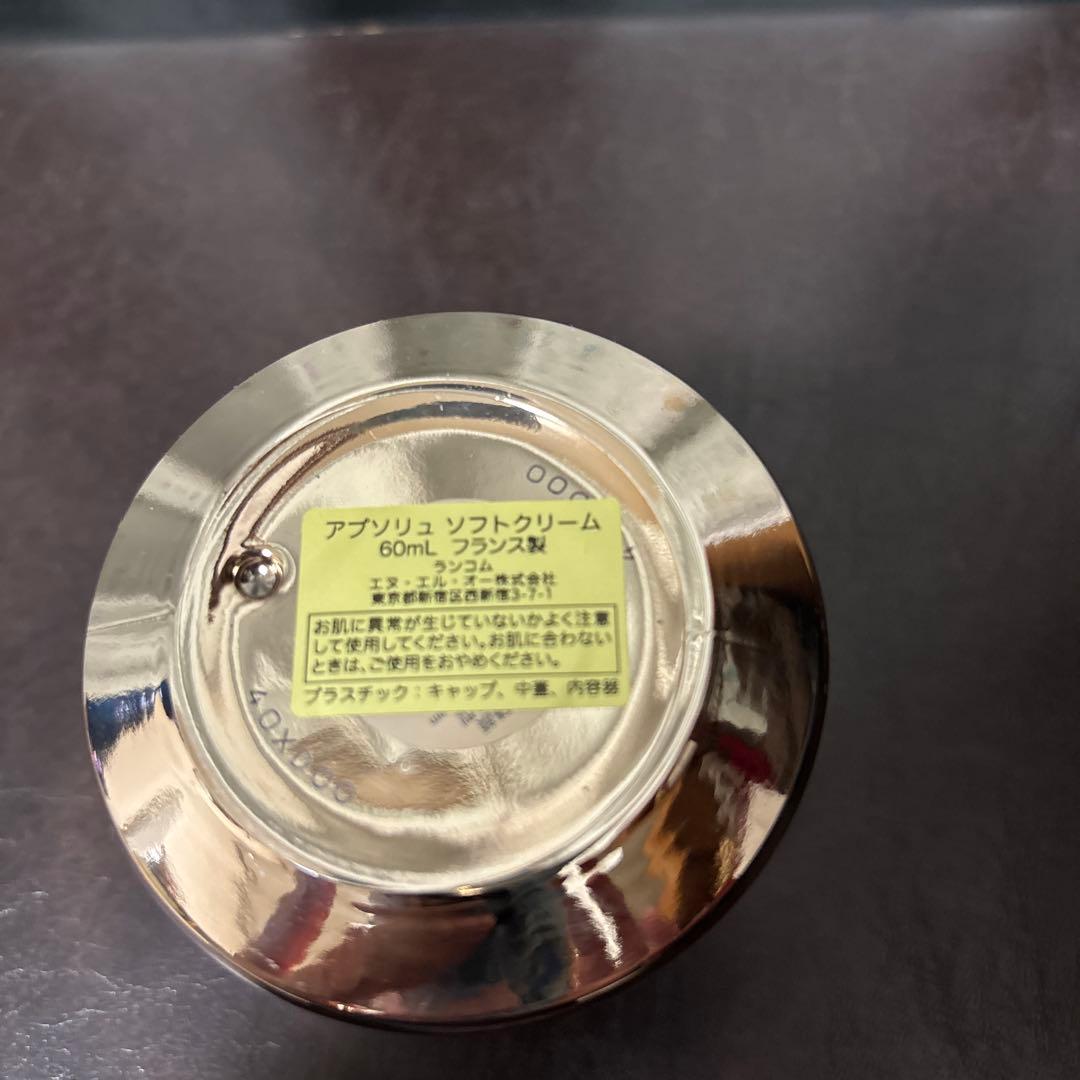 アプソリュ ソフトクリーム
60mL フランス製
ランコム
エヌ・エル・オー株式会社
東京都新宿区西新宿3-7-1
お肌に異常が生じていないかよく注意
して使用してください。お肌に合わない
ときは、ご使用をおやめください。
プラスチック：キャップ、中蓋、内容器
40X000